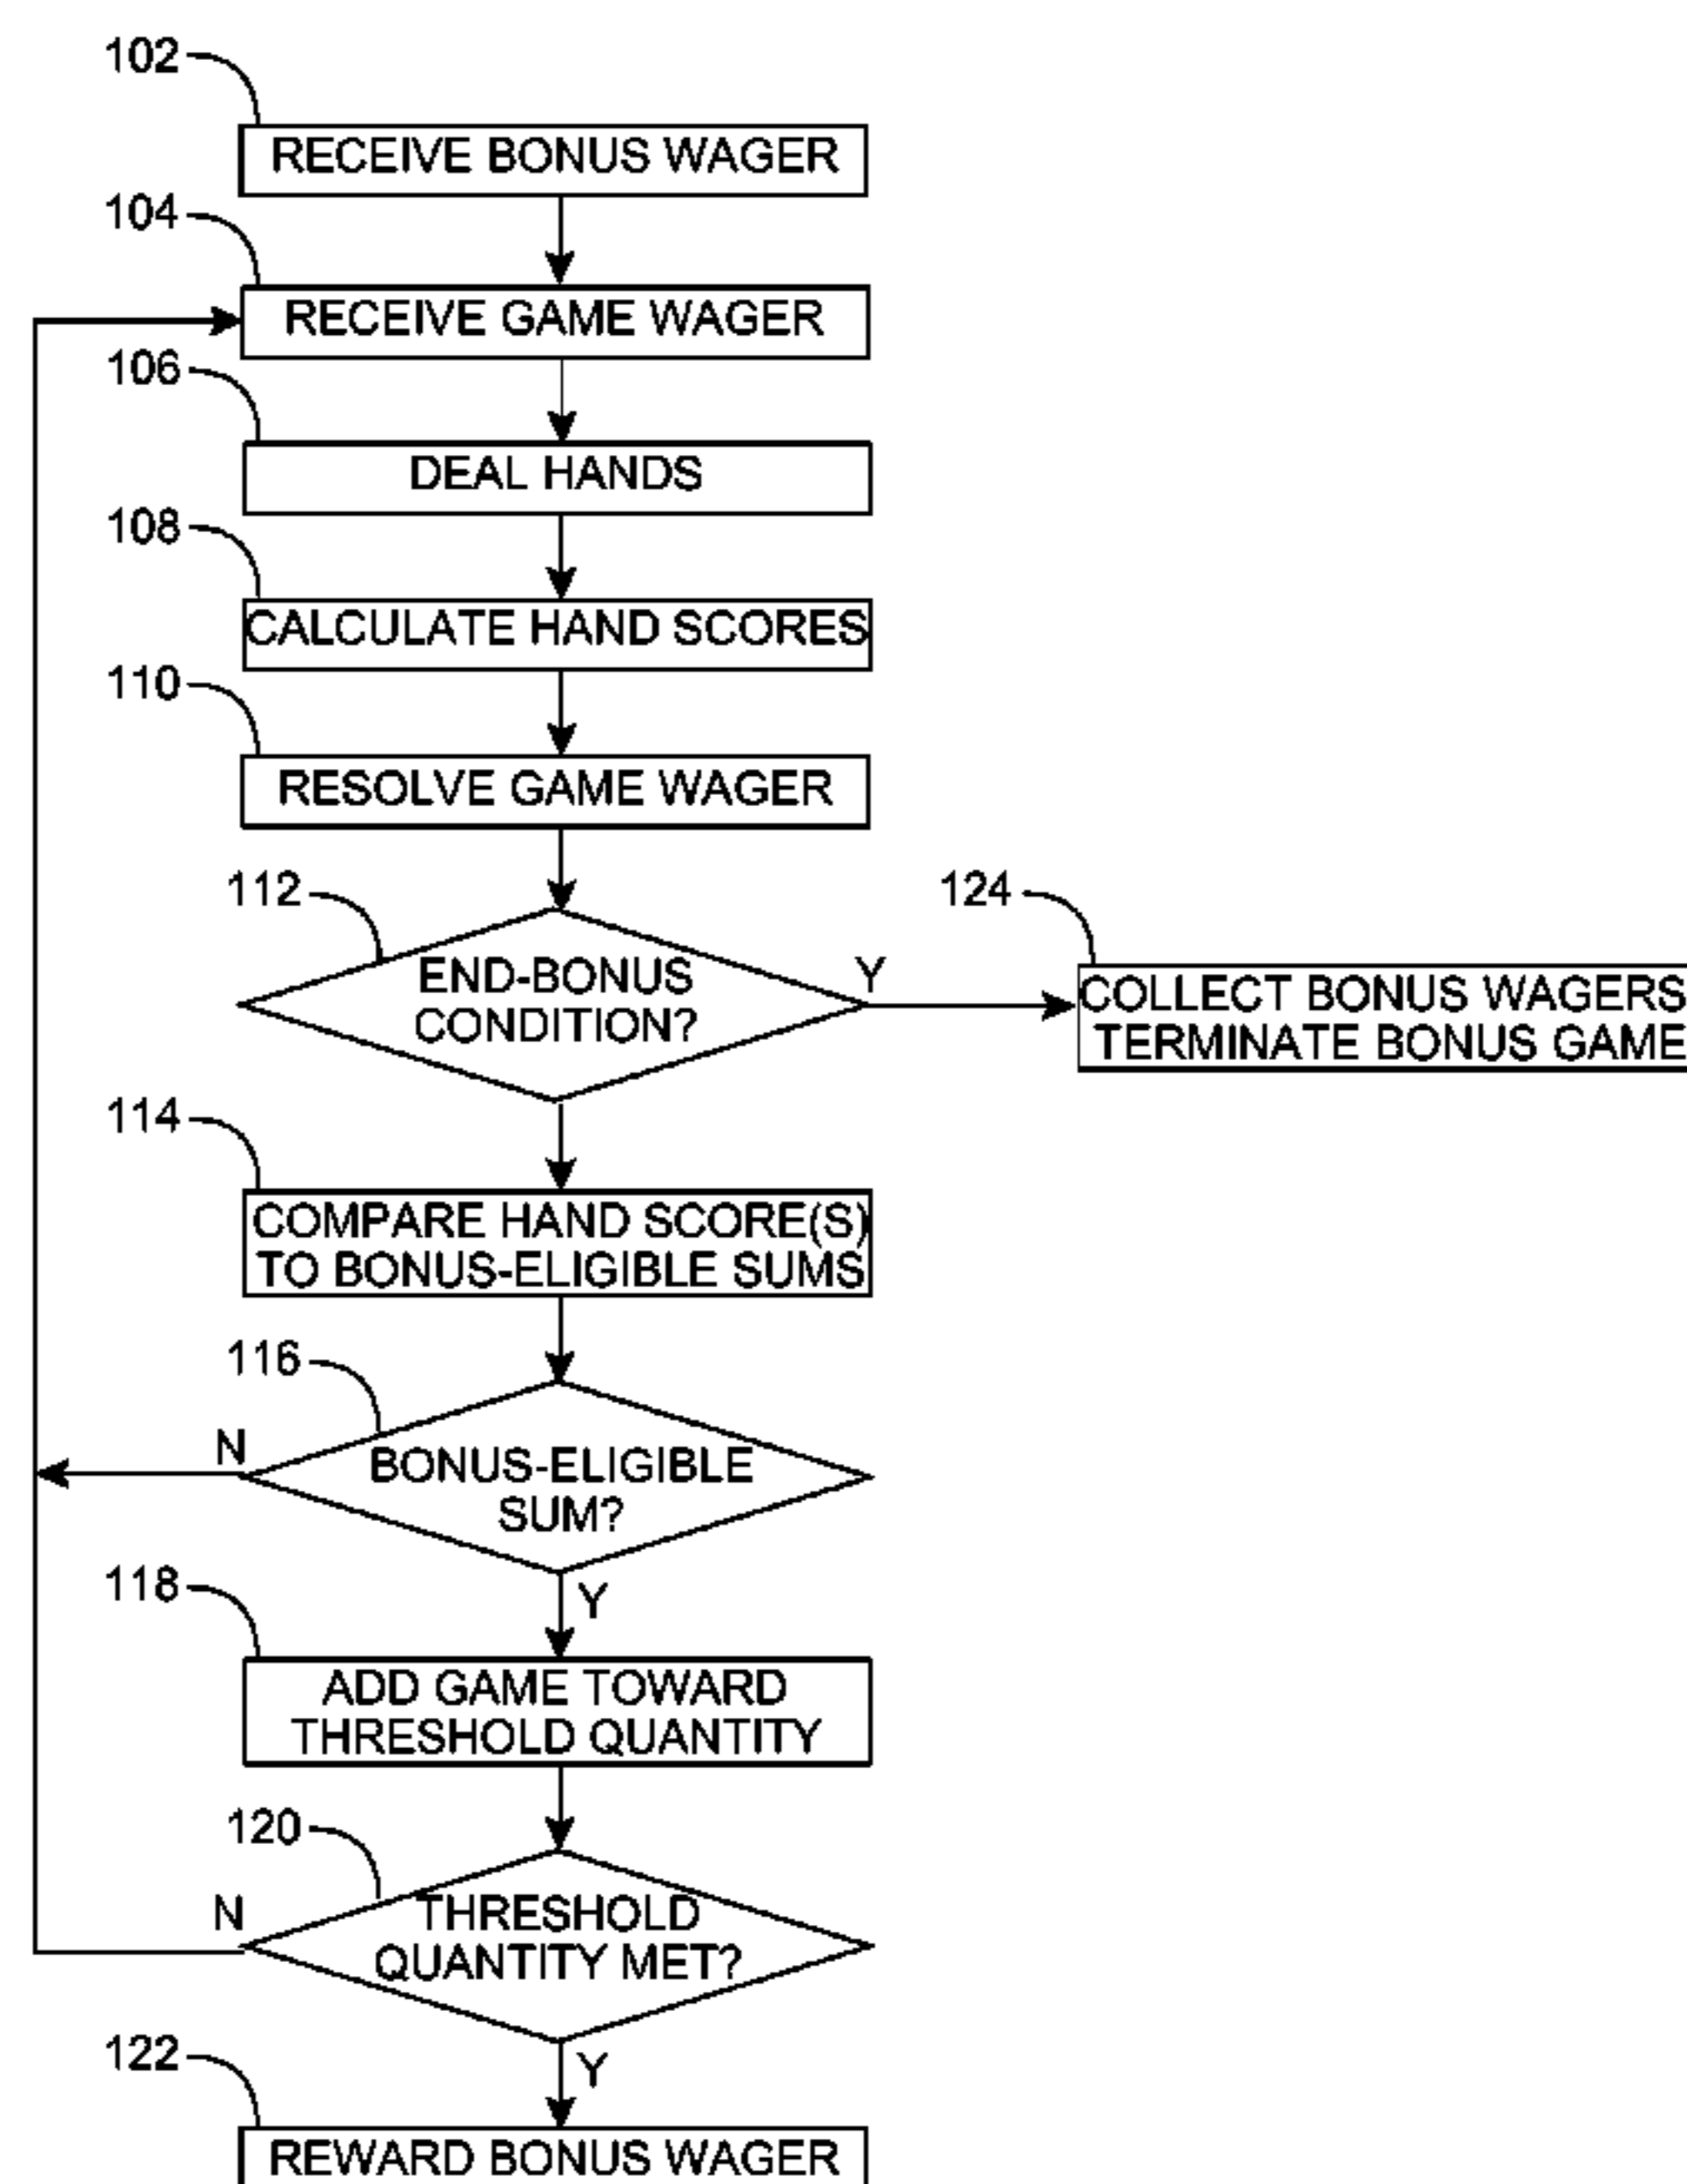 102
RECEIVE BONUS WAGER
104
RECEIVE GAME WAGER
106
DEAL HANDS
108
CALCULATE HAND SCORES
110
RESOLVE GAME WAGER
112
END-BONUS
CONDITION?
Y
124
COLLECT BONUS WAGERS
TERMINATE BONUS GAME
114
COMPARE HAND SCORE(S)
TO BONUS-ELIGIBLE SUMS
116
N
BONUS-ELIGIBLE
SUM?
Y
118
ADD GAME TOWARD
THRESHOLD QUANTITY
120
N
THRESHOLD
QUANTITY MET?
Y
122
REWARD BONUS WAGER